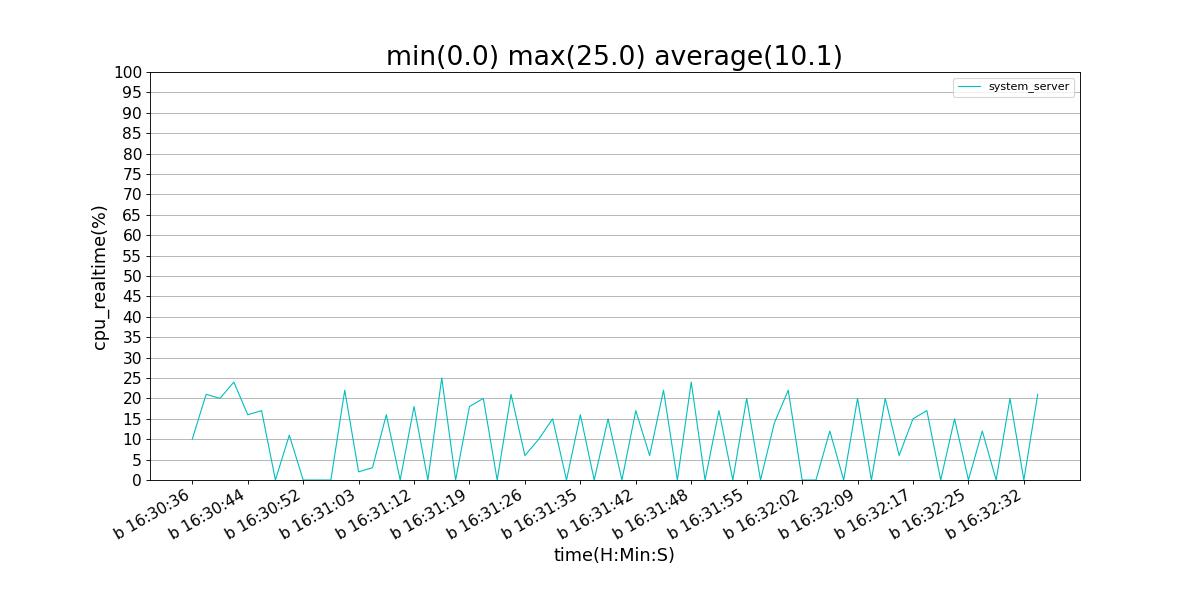 min(0.0) max(25.0) average(10.1)
system_server
100
95
90
85
80
75
70
65
60
55
50
45
40
35
30
25
20
15
10
5
0
cpu_realtime(%)
b 16:30:36
b 16:30:44
b 16:30:52
b 16:31:03
b 16:31:12
b 16:31:19
b 16:31:26
b 16:31:35
b 16:31:42
b 16:31:48
b 16:31:55
b 16:32:02
b 16:32:09
b 16:32:17
b 16:32:25
b 16:32:32
time(H:Min:S)